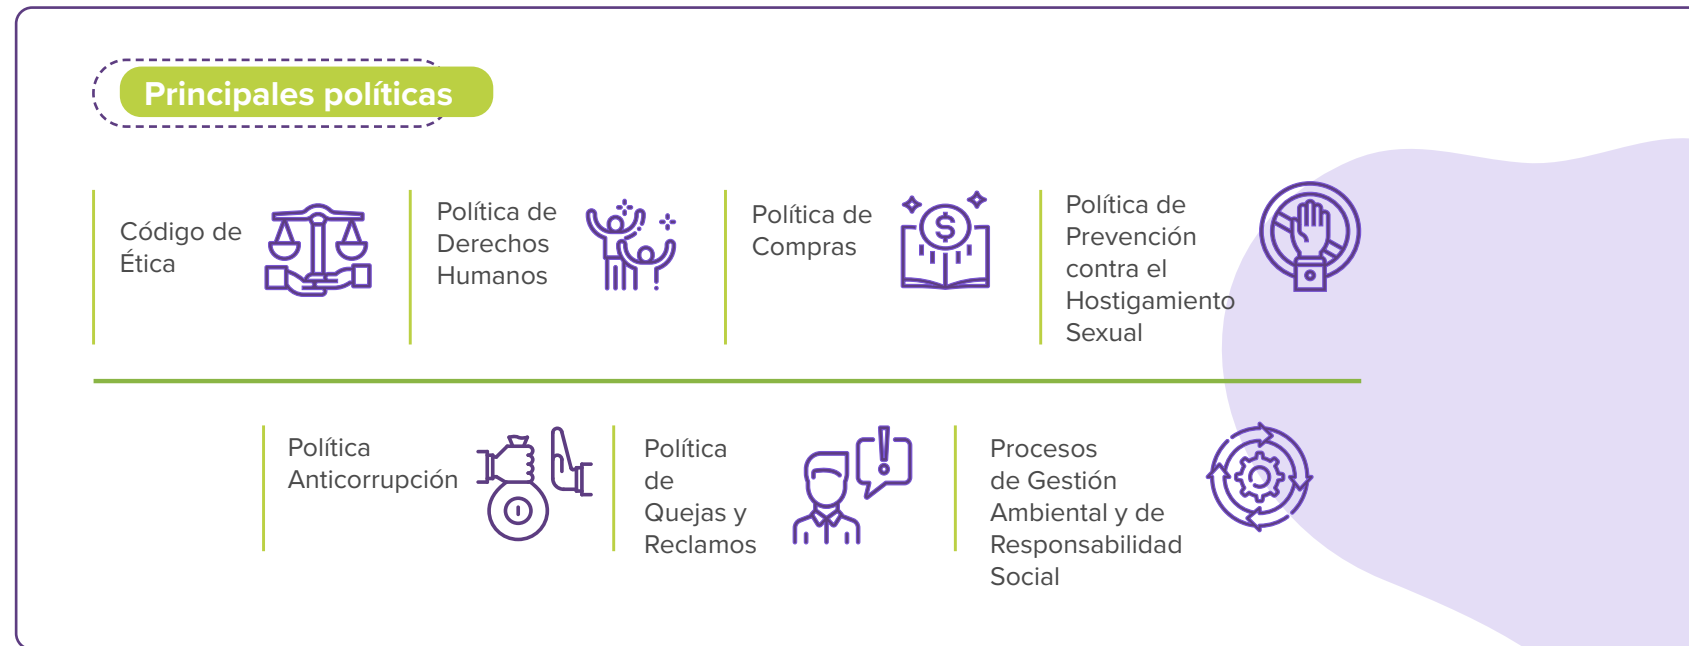 Principales políticas
Código de
Ética
Política de
Derechos
Humanos
Política de
Compras
Política de
Prevención
contra el
Hostigamiento
Sexual
Política
Anticorrupción
Política
de
Quejas y
Reclamos
Procesos
de Gestión
Ambiental y de
Responsabilidad
Social